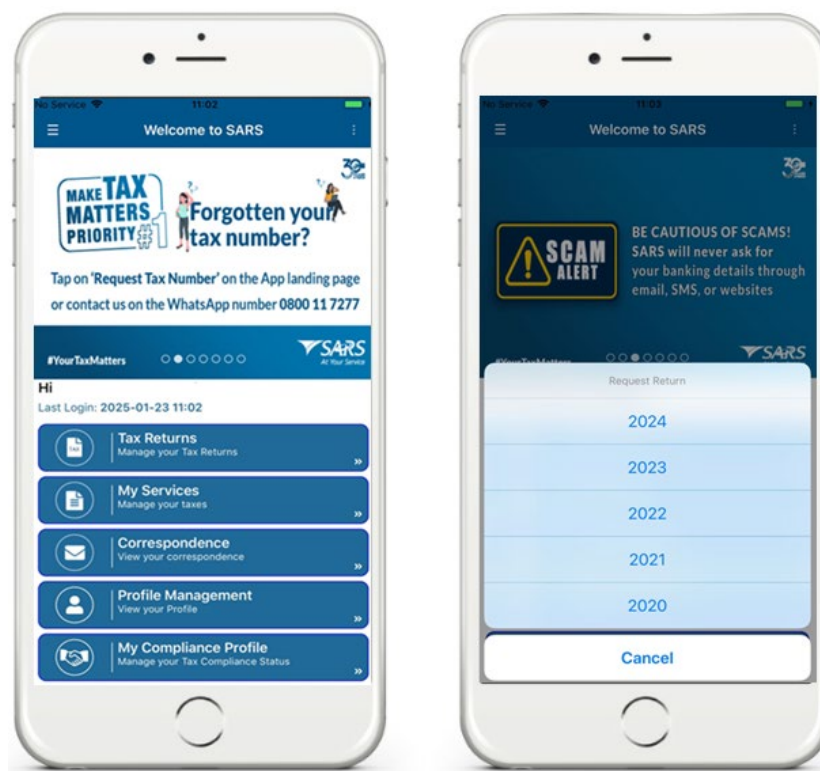 No Service 11:02
Welcome to SARS
MAKE TAX
MATTERS
PRIORITY #1
Forgotten your
tax number?
Tap on 'Request Tax Number' on the App landing page
or contact us on the WhatsApp number 0800 11 7277
#YourTaxMatters
SARS
At Your Service
Hi
Last Login: 2025-01-23 11:02
TAX
Tax Returns
Manage your Tax Returns
»
My Services
Manage your taxes
»
Correspondence
View your correspondence
»
Profile Management
View your Profile
»
My Compliance Profile
Manage your Tax Compliance Status
»
No Service 11:03
Welcome to SARS
SCAM
ALERT
BE CAUTIOUS OF SCAMS!
SARS will never ask for
your banking details through
email, SMS, or websites
#YourTaxMatters
SARS
Request Return
2024
2023
2022
2021
2020
Cancel